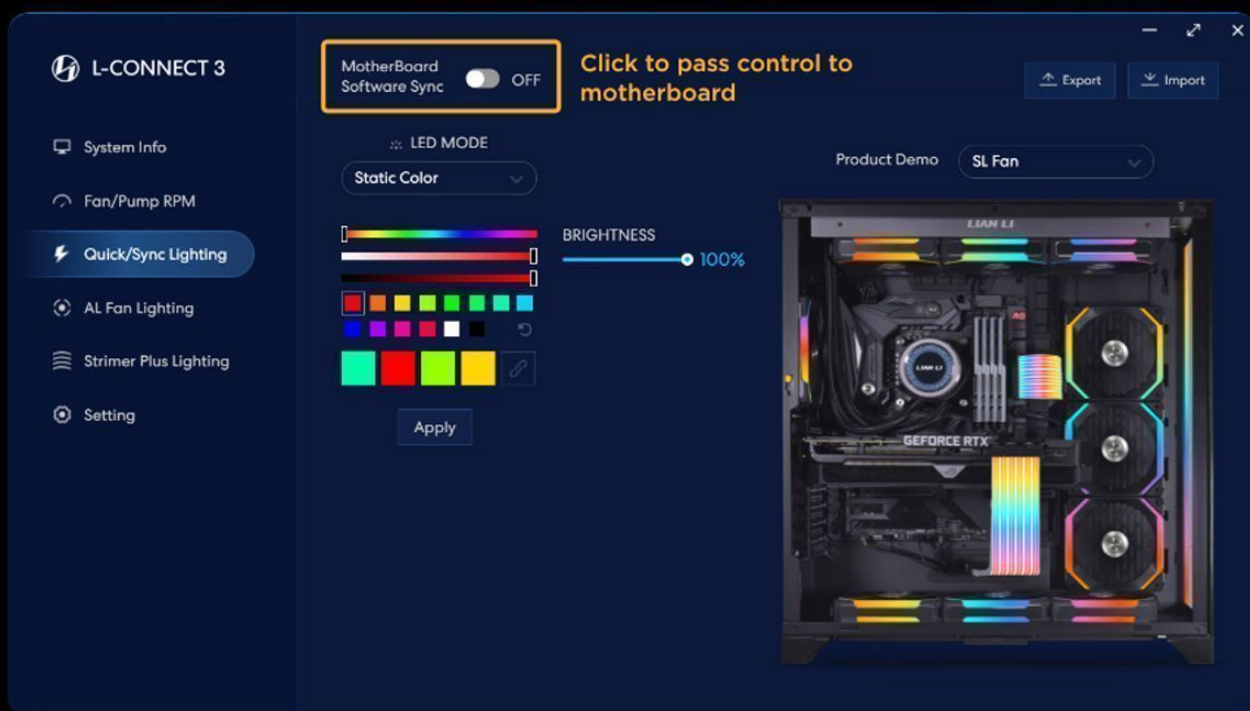 L-CONNECT 3
System Info
Fan/Pump RPM
Quick/Sync Lighting
AL Fan Lighting
Strimer Plus Lighting
Setting
MotherBoard
Software Sync
OFF
Click to pass control to
motherboard
Export
Import
LED MODE
Static Color
BRIGHTNESS
100%
Apply
Product Demo
SL Fan
LIAN LI
LIAN LI
GEFORCE RTX